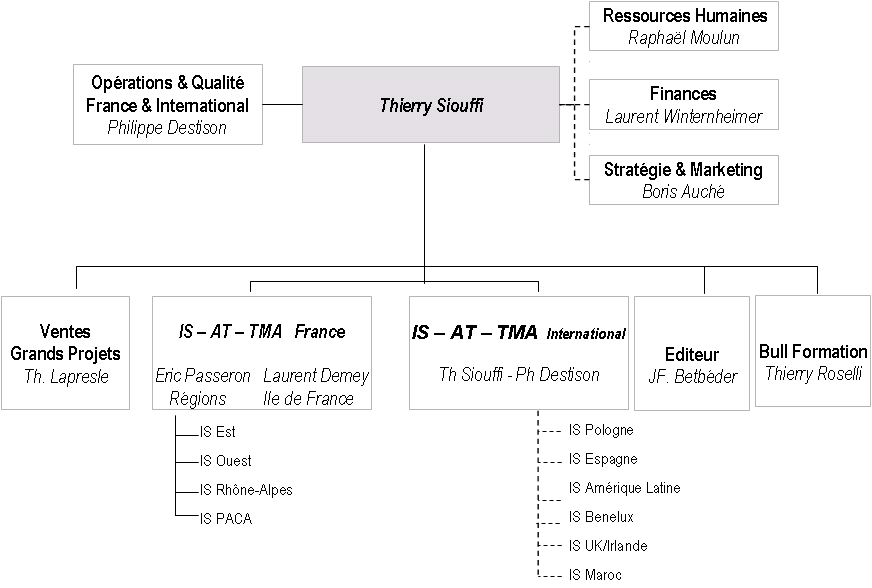 Ressources Humaines
Raphaël Moulun
Opérations & Qualité
France & International
Philippe Destison
Thierry Siouffi
Finances
Laurent Winternheimer
Stratégie & Marketing
Boris Auché
Ventes
Grands Projets
Th. Lapresle
IS – AT – TMA France
Eric Passeron Laurent Demey
Régions Ile de France
IS – AT – TMA International
Th Siouffi - Ph Destison
Editeur
JF. Betbéder
Bull Formation
Thierry Roselli
IS Est
IS Ouest
IS Rhône-Alpes
IS PACA
IS Pologne
IS Espagne
IS Amérique Latine
IS Benelux
IS UK/Irlande
IS Maroc